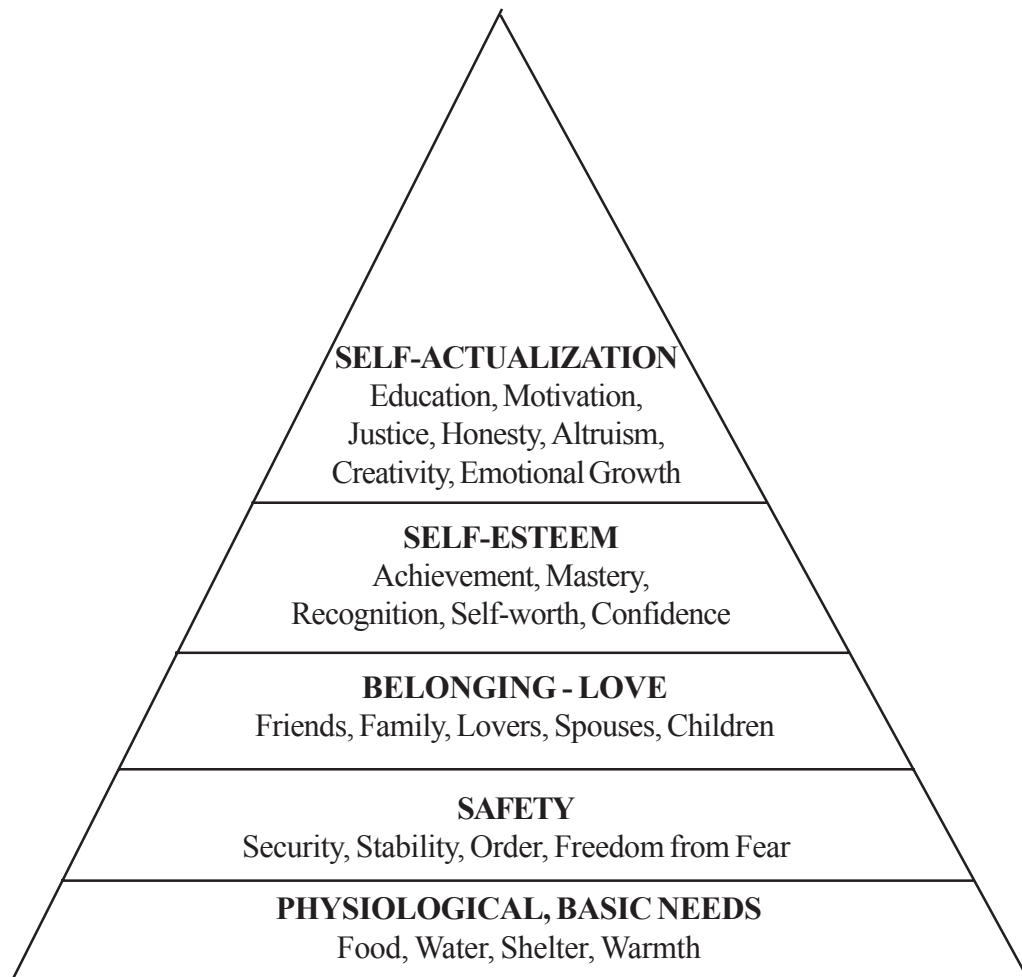 SELF-ACTUALIZATION
Education, Motivation,
Justice, Honesty, Altruism,
Creativity, Emotional Growth
SELF-ESTEEM
Achievement, Mastery,
Recognition, Self-worth, Confidence
BELONGING - LOVE
Friends, Family, Lovers, Spouses, Children
SAFETY
Security, Stability, Order, Freedom from Fear
PHYSIOLOGICAL, BASIC NEEDS
Food, Water, Shelter, Warmth